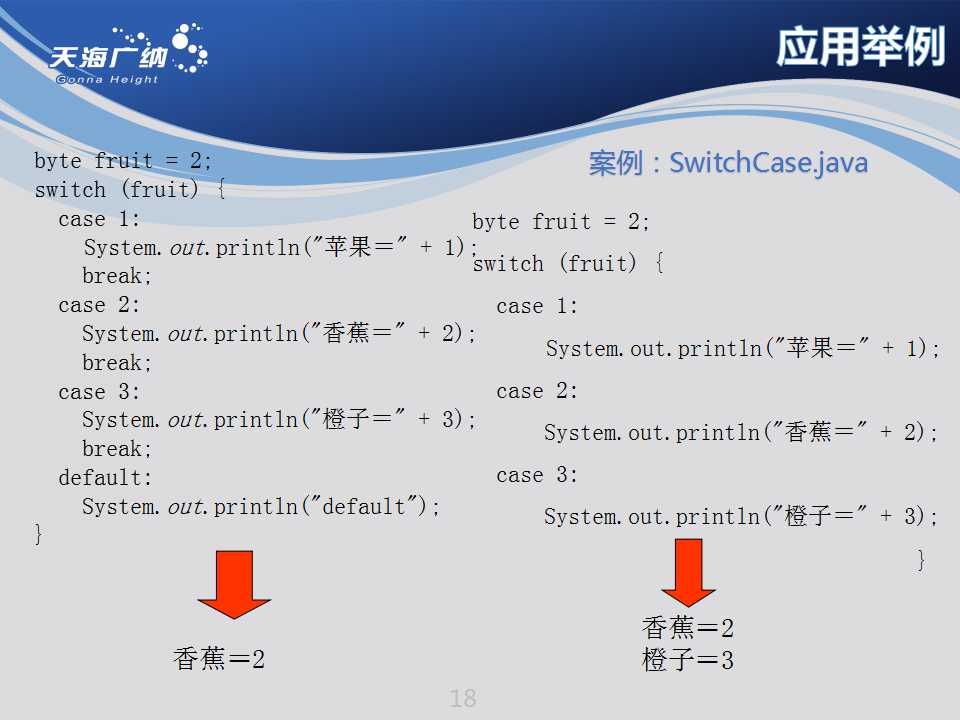 天海广纳
Gonna Height
应用举例
案例：SwitchCase.java
byte fruit = 2;
switch (fruit) {
case 1:
System.out.println("苹果＝" + 1);
break;
case 2:
System.out.println("香蕉＝" + 2);
break;
case 3:
System.out.println("橙子＝" + 3);
break;
default:
System.out.println("default");
}
香蕉＝2
byte fruit = 2;
switch (fruit) {
case 1:
System.out.println("苹果＝" + 1);
case 2:
System.out.println("香蕉＝" + 2);
case 3:
System.out.println("橙子＝" + 3);
}
香蕉＝2
橙子＝3
18